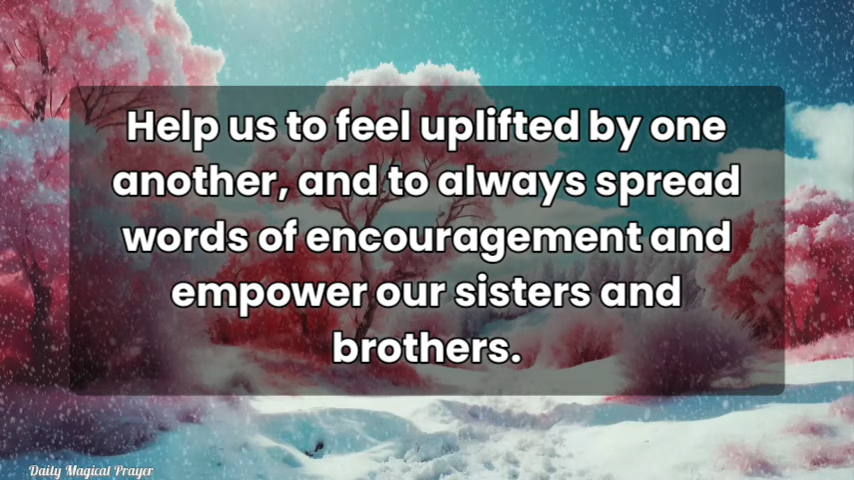 Help us to feel uplifted by one
another, and to always spread
words of encouragement and
empower our sisters and
brothers.
Daily Magical Prayer